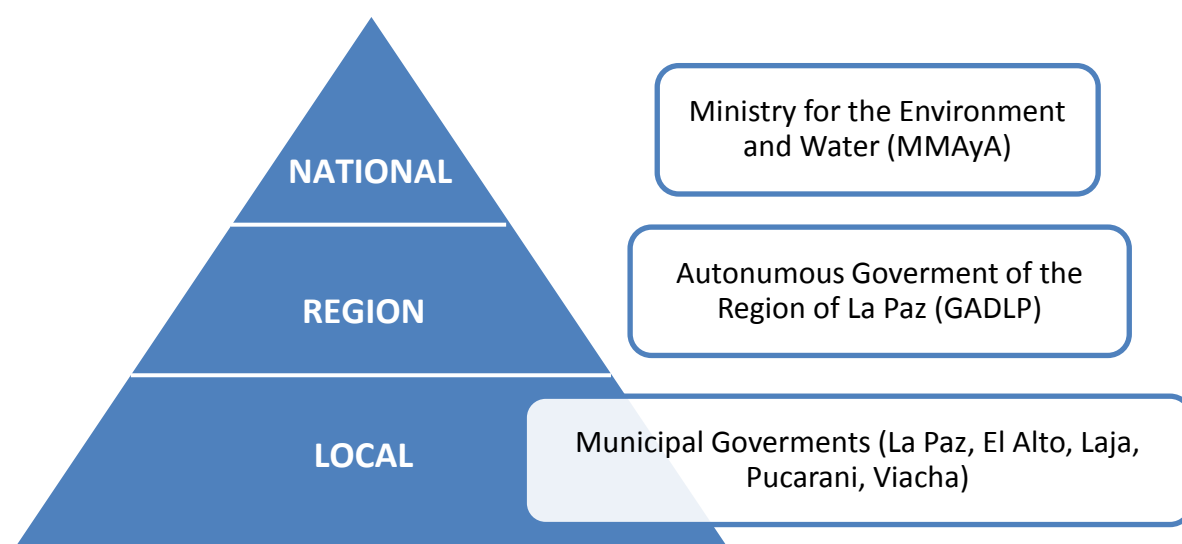 NATIONAL
Ministry for the Environment
and Water (MMAyA)
REGION
Autonumous Goverment of the
Region of La Paz (GADLP)
LOCAL
Municipal Goverments (La Paz, El Alto, Laja,
Pucarani, Viacha)